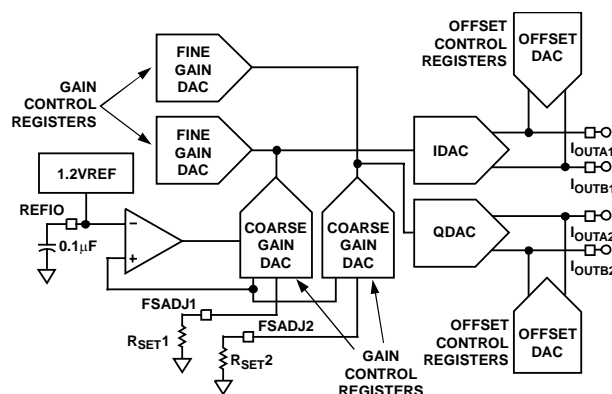 OFFSET
CONTROL
REGISTERS
OFFSET
DAC
FINE
GAIN
DAC
GAIN
CONTROL
REGISTERS
FINE
GAIN
DAC
IDAC
IOUTA1
IOUTB1
1.2VREF
REFIO
0.1μF
−
+
COARSE
GAIN
DAC
COARSE
GAIN
DAC
QDAC
IOUTA2
IOUTB2
FSADJ1
RSET1
FSADJ2
RSET2
GAIN
CONTROL
REGISTERS
OFFSET
CONTROL
REGISTERS
OFFSET
DAC